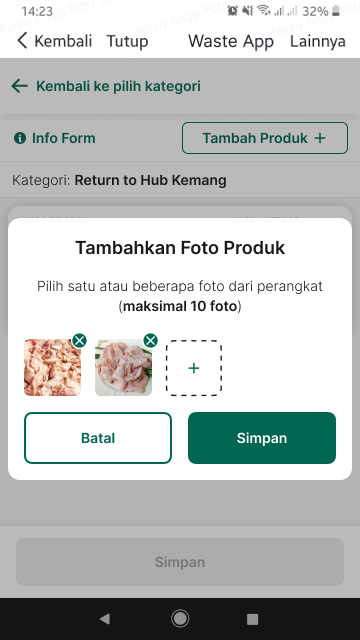 14:23
32%
Kembali Tutup Waste App Lainnya
Kembali ke pilih kategori
Info Form Tambah Produk +
Kategori: Return to Hub Kemang
Tambahkan Foto Produk
Pilih satu atau beberapa foto dari perangkat
(maksimal 10 foto)
Batal Simpan
Simpan